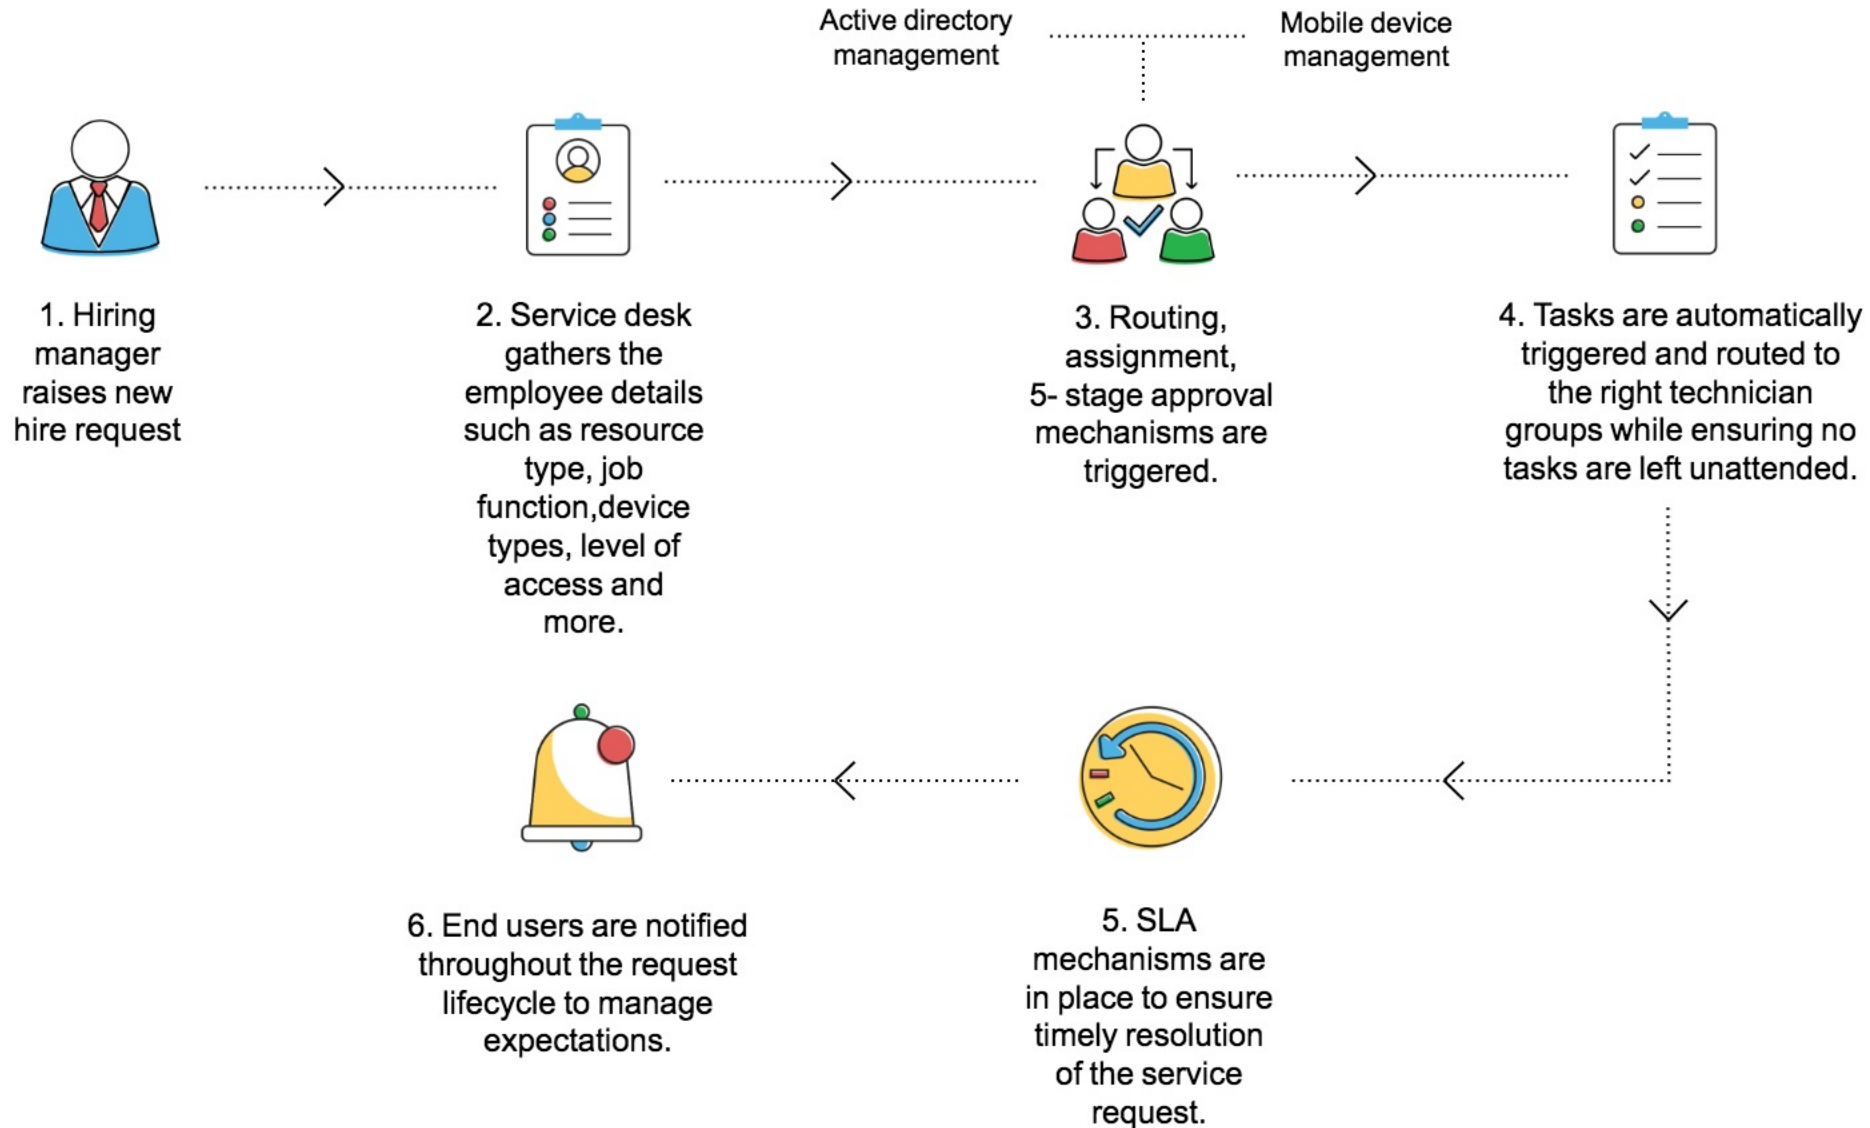 Active directory
management
Mobile device
management
1. Hiring
manager
raises new
hire request
2. Service desk
gathers the
employee details
such as resource
type, job
function,device
types, level of
access and
more.
3. Routing,
assignment,
5- stage approval
mechanisms are
triggered.
4. Tasks are automatically
triggered and routed to
the right technician
groups while ensuring no
tasks are left unattended.
5. SLA
mechanisms are
in place to ensure
timely resolution
of the service
request.
6. End users are notified
throughout the request
lifecycle to manage
expectations.